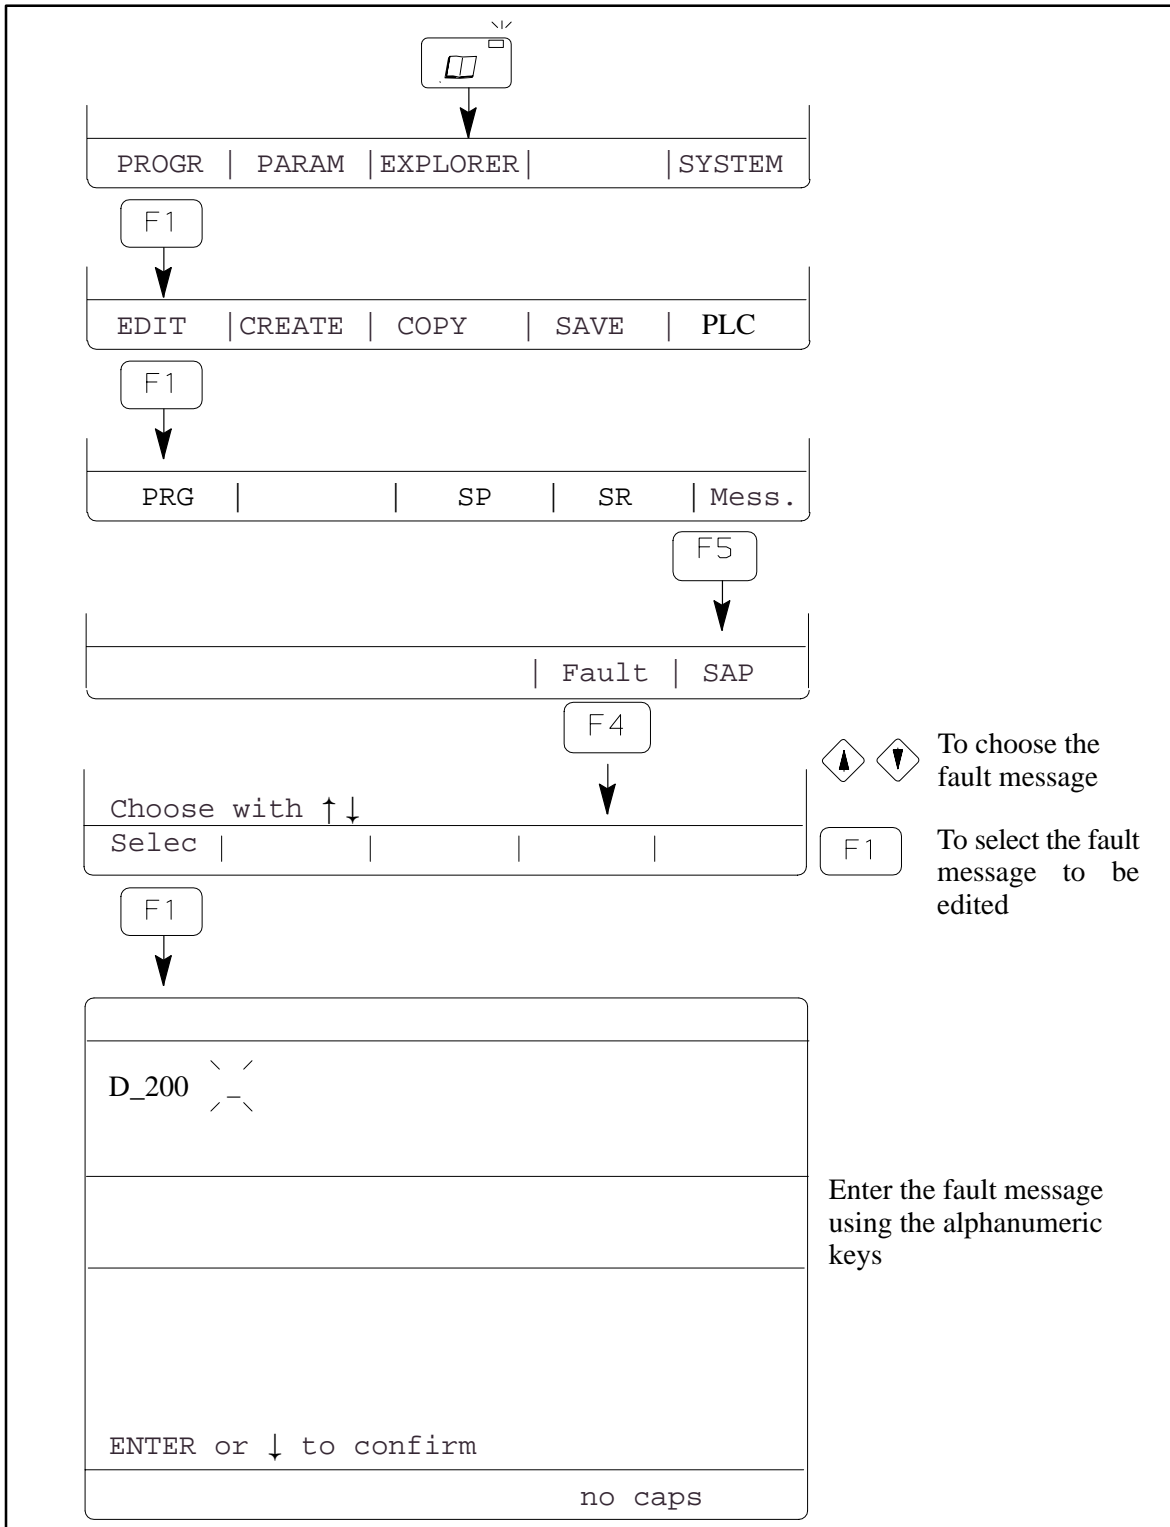 PROGR | PARAM |EXPLORER| |SYSTEM
F1
EDIT |CREATE | COPY | SAVE | PLC
F1
PRG | | SP | SR | Mess.
F5
| Fault | SAP
F4
To choose the
fault message
Choose with ↑↓
Selec | | | |
F1
To select the fault
message to be
edited
F1
D_200 _
Enter the fault message
using the alphanumeric
keys
ENTER or ↓ to confirm
no caps